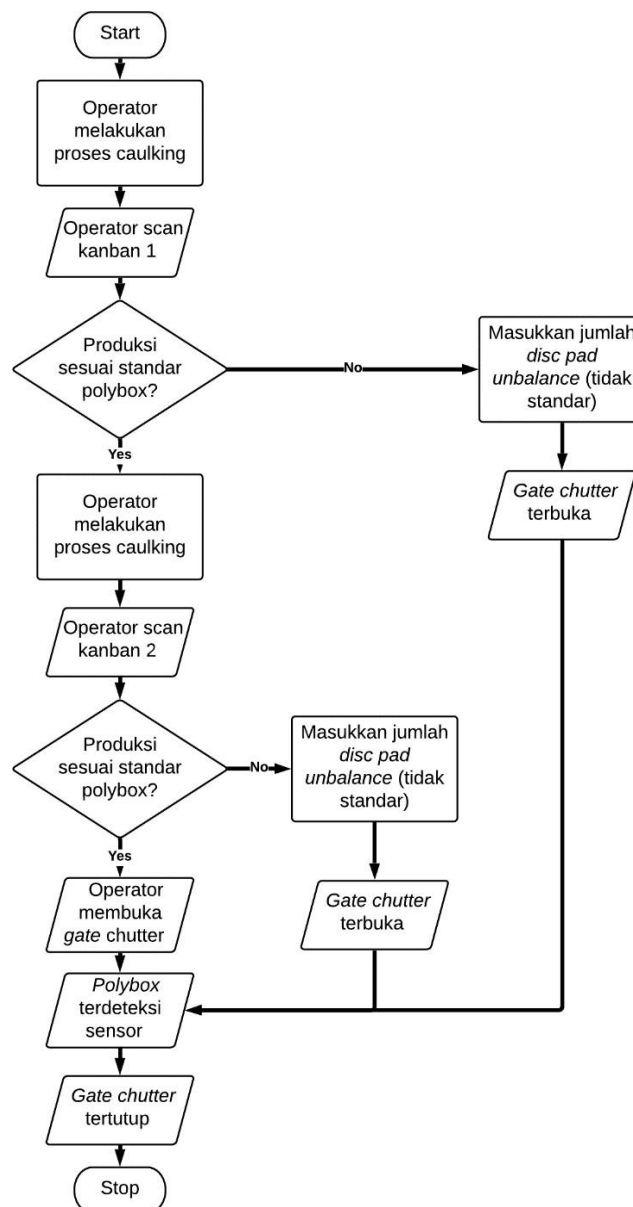 Start
Operator
melakukan
proses caulking
Operator scan
kanban 1
Produksi
sesuai standar
polybox?
No
Masukkan jumlah
disc pad
unbalance (tidak
standar)
Gate chutter
terbuka
Yes
Operator
melakukan
proses caulking
Operator scan
kanban 2
Produksi
sesuai standar
polybox?
No
Masukkan jumlah
disc pad
unbalance (tidak
standar)
Gate chutter
terbuka
Yes
Operator
membuka
gate chutter
Polybox
terdeteksi
sensor
Gate chutter
tertutup
Stop